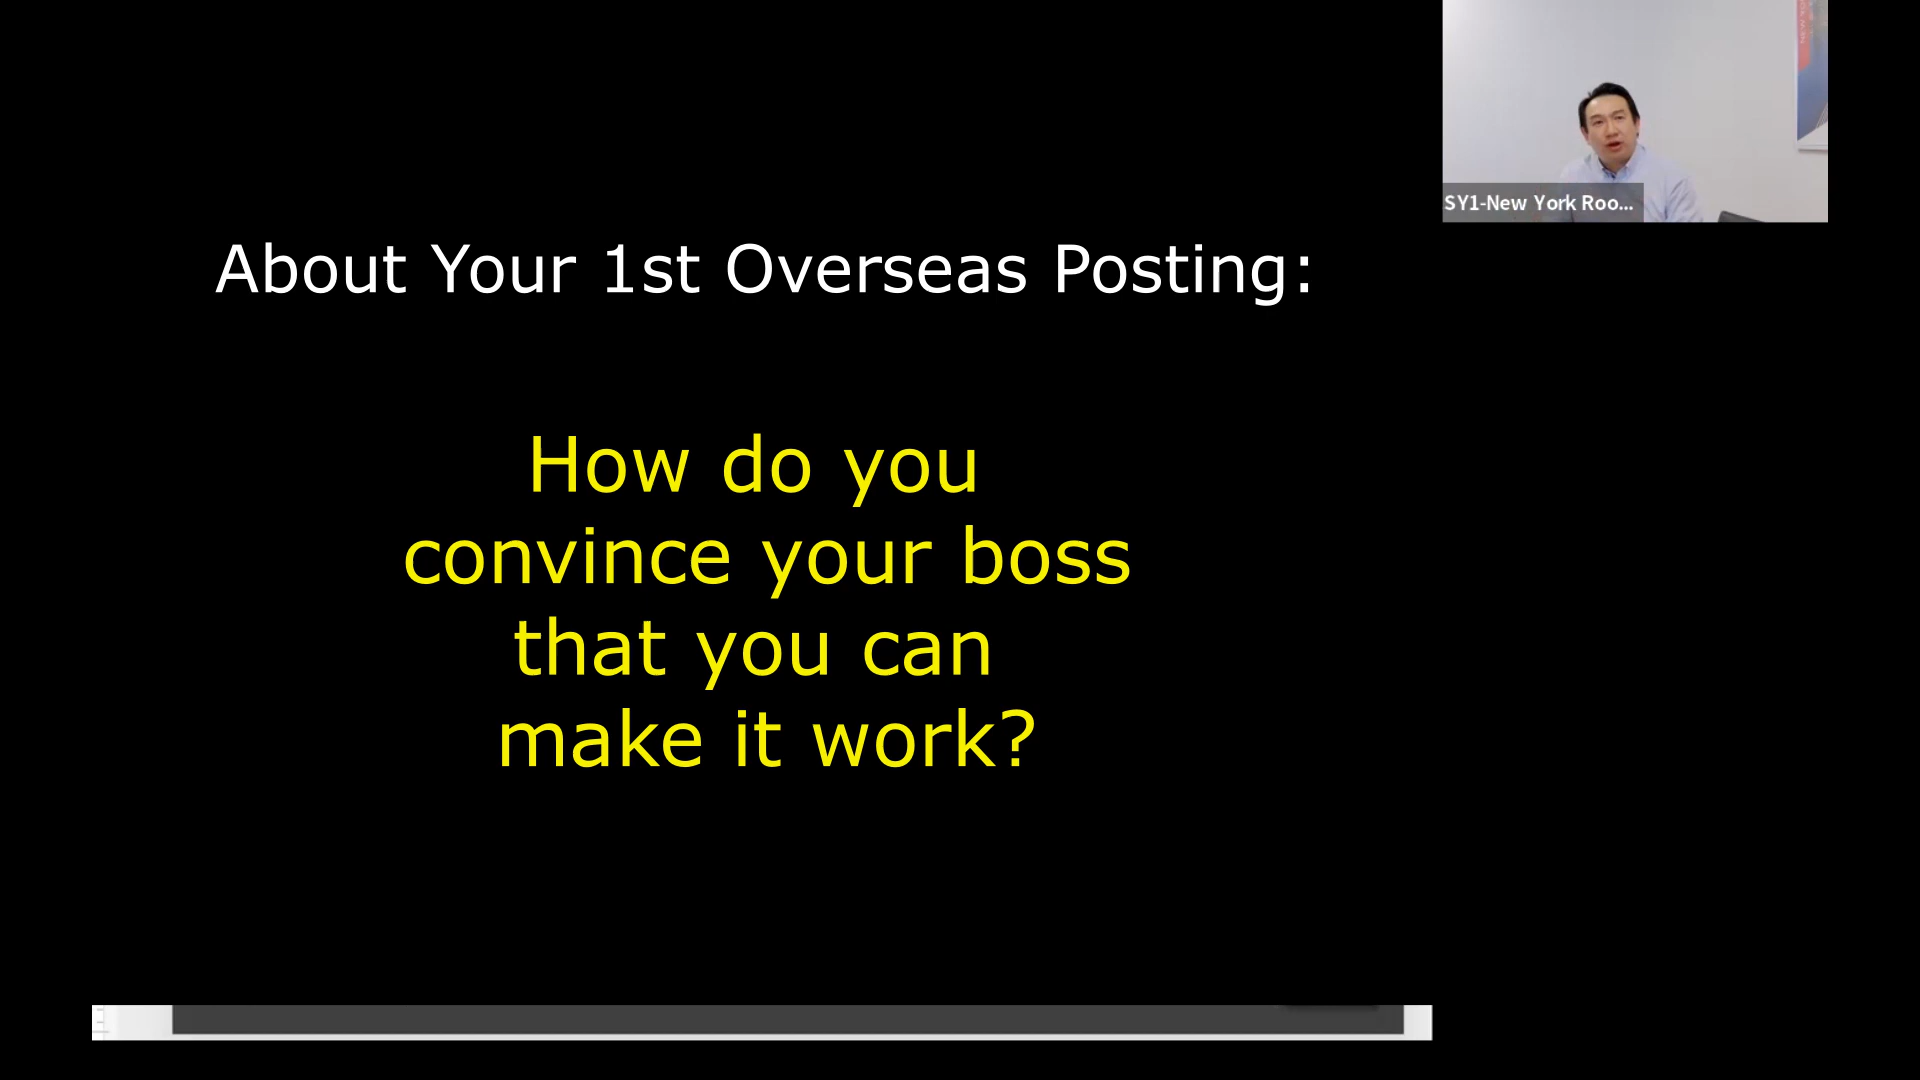 SY1-New York Roo...
About Your 1st Overseas Posting:
How do you
convince your boss
that you can
make it work?